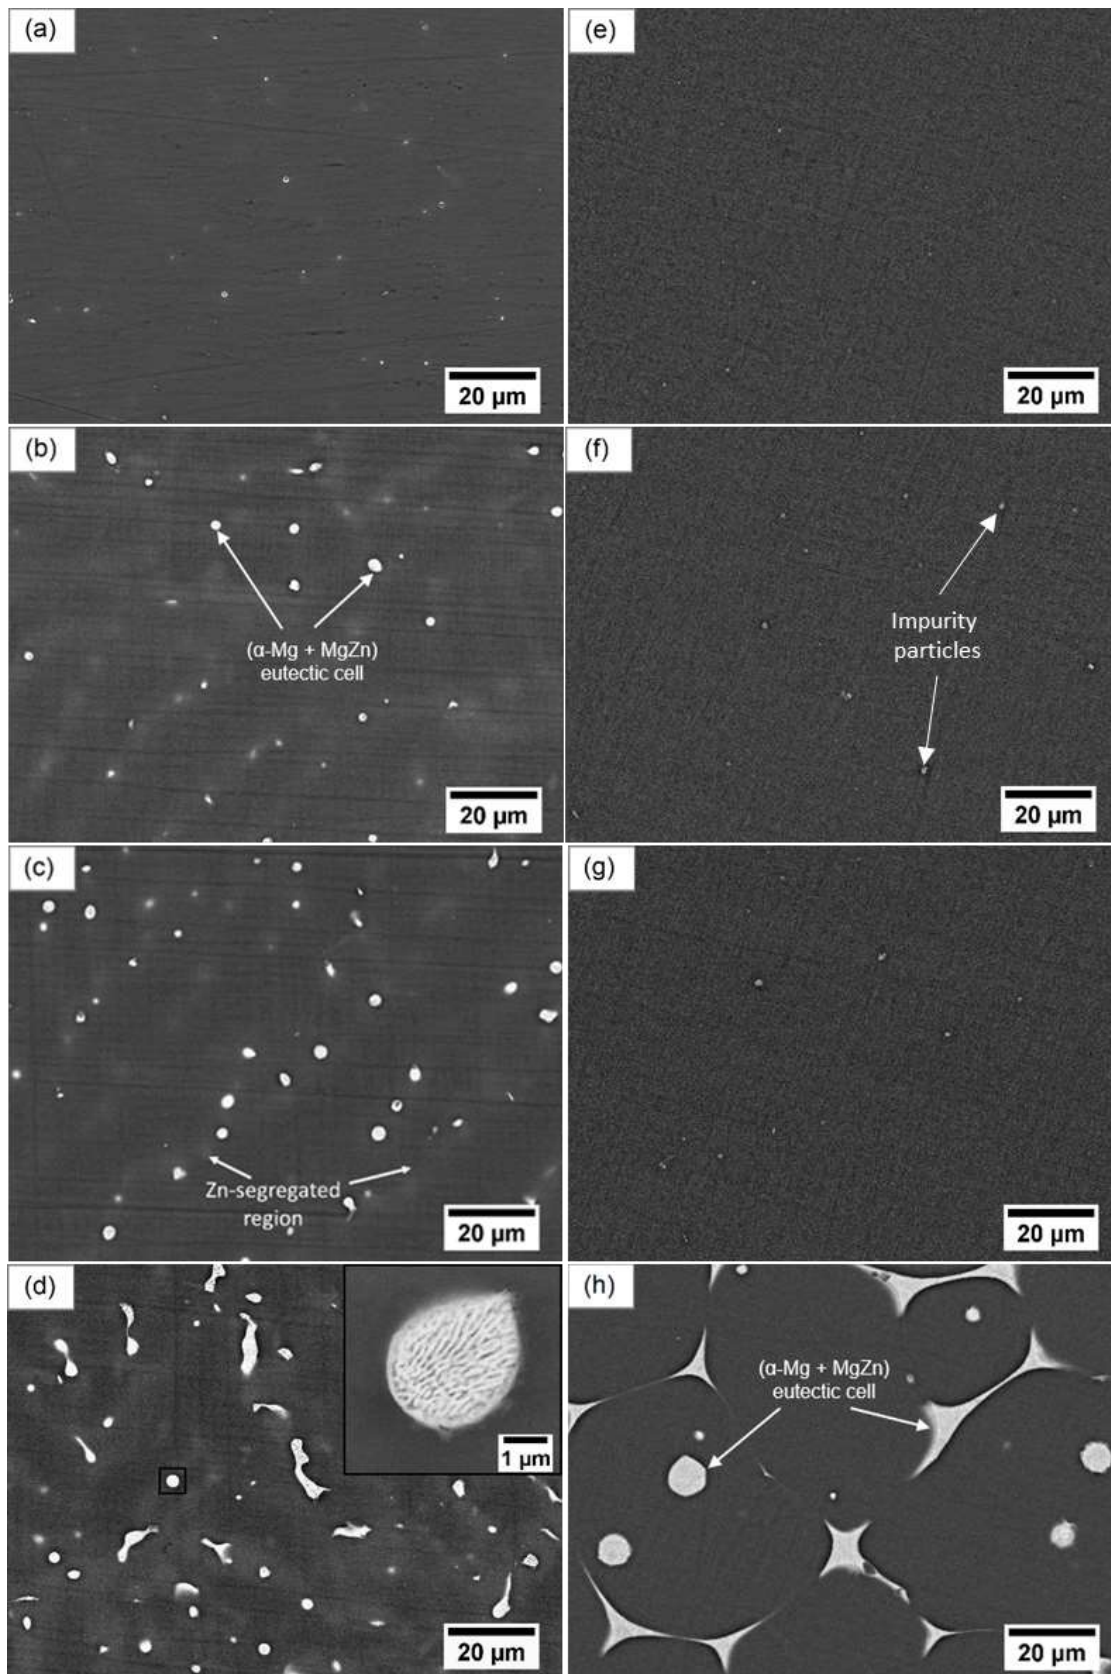 (a)
20 µm
(e)
20 µm
(b)
(α-Mg + MgZn)
eutectic cell
20 µm
(f)
Impurity
particles
20 µm
(c)
Zn-segregated
region
20 µm
(g)
20 µm
(d)
1 µm
20 µm
(h)
(α-Mg + MgZn)
eutectic cell
20 µm